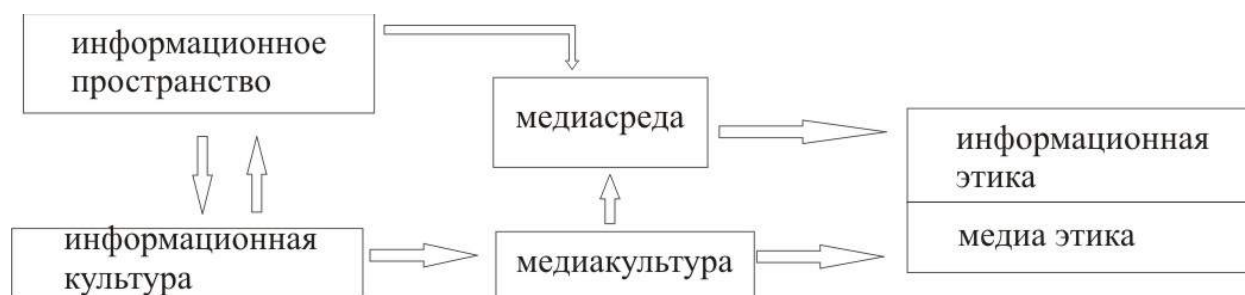 информационное
пространство
медиасреда
информационная
этика
медиа этика
информационная
культура
медиакультура